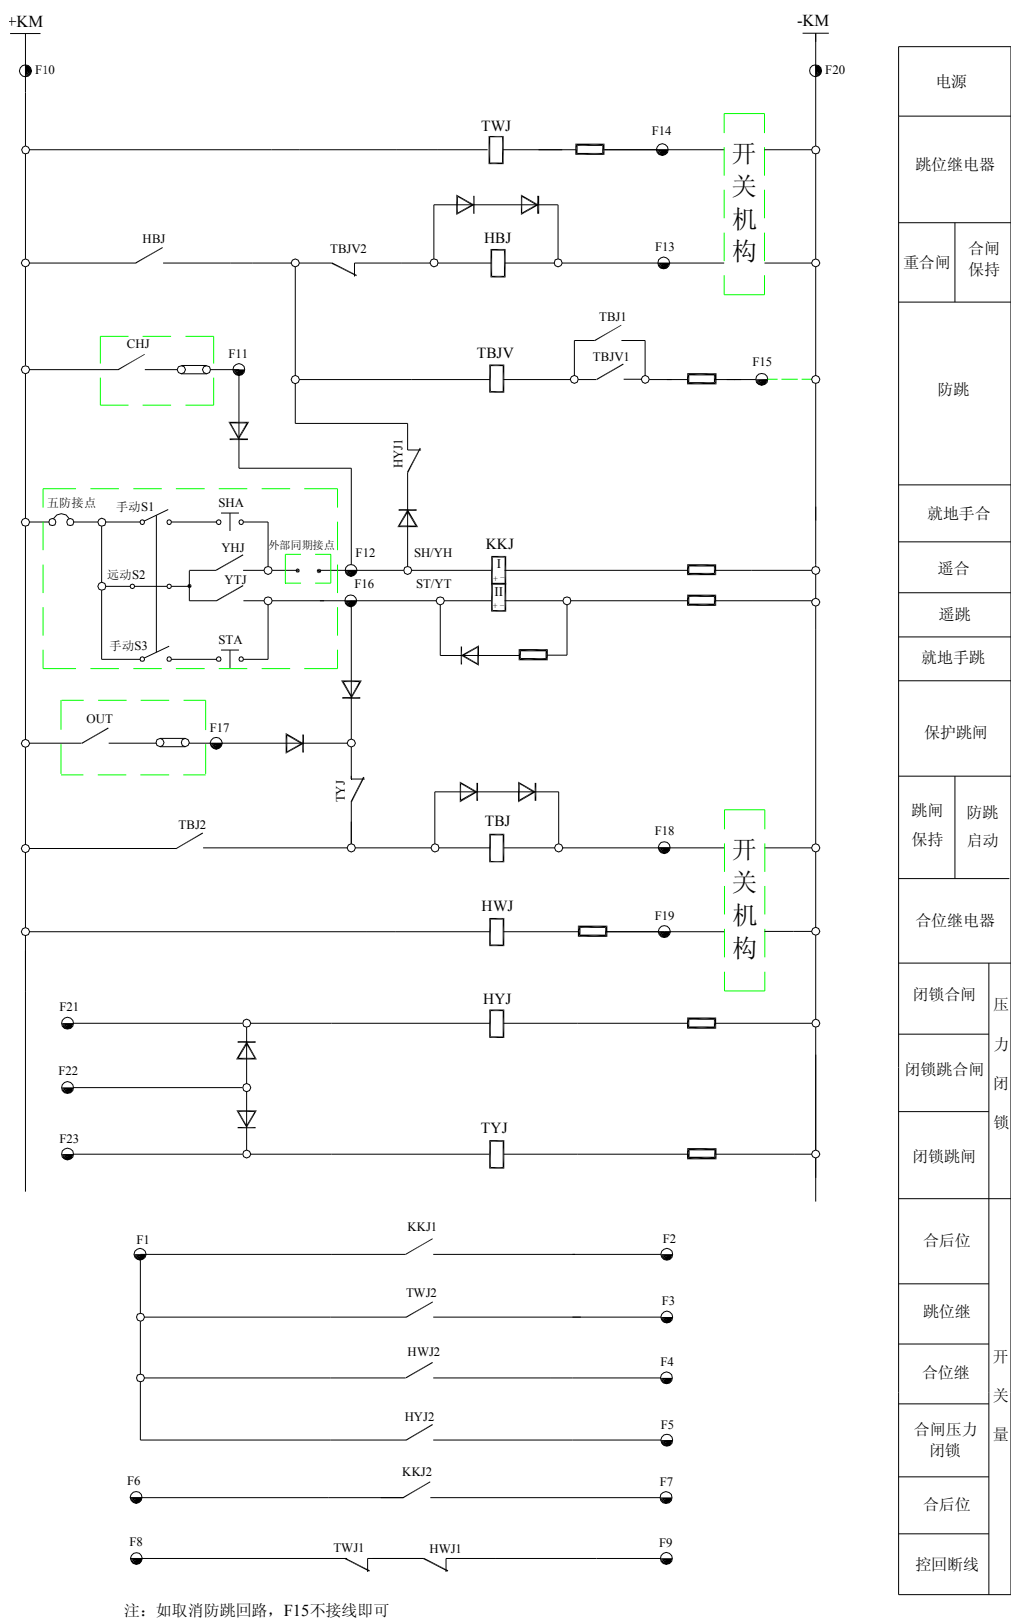 +KM
-KM
F10
F20
电源
TWJ
F14
开关机构
跳位继电器
HBJ
TBJV2
HBJ
F13
重合闸
合闸
保持
CHJ
F11
TBJV
TBJ1
TBJV1
F15
防跳
HYJ1
五防接点
手动S1
SHA
就地手合
YHJ
外部同期接点
F12
SH/YH
KKJ
I
+ -
遥合
远动S2
YTJ
F16
ST/YT
II
+ -
遥跳
手动S3
STA
就地手跳
OUT
F17
保护跳闸
TYJ
TBJ2
TBJ
F18
开关机构
跳闸
保持
防跳
启动
HWJ
F19
合位继电器
F21
HYJ
闭锁合闸
压力闭锁
F22
闭锁跳合闸
F23
TYJ
闭锁跳闸
F1
KKJ1
F2
合后位
TWJ2
F3
跳位继
HWJ2
F4
合位继
开关量
HYJ2
F5
合闸压力
闭锁
F6
KKJ2
F7
合后位
F8
TWJ1
HWJ1
F9
控回断线
注：如取消防跳回路，F15不接线即可